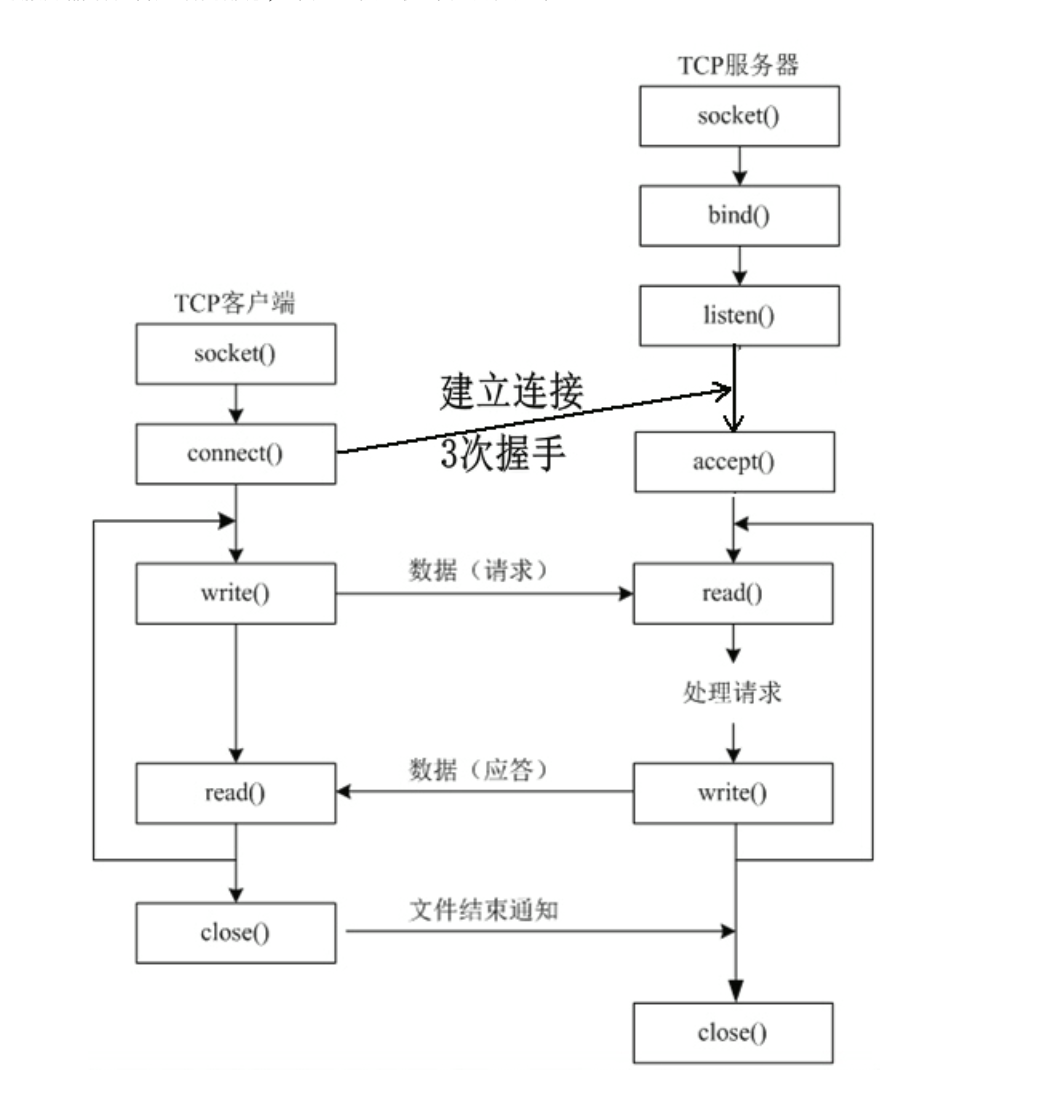 TCP服务器
socket()
bind()
listen()
TCP客户端
socket()
建立连接
connect()
3次握手
accept()
数据（请求）
write()
read()
处理请求
数据（应答）
read()
write()
文件结束通知
close()
close()